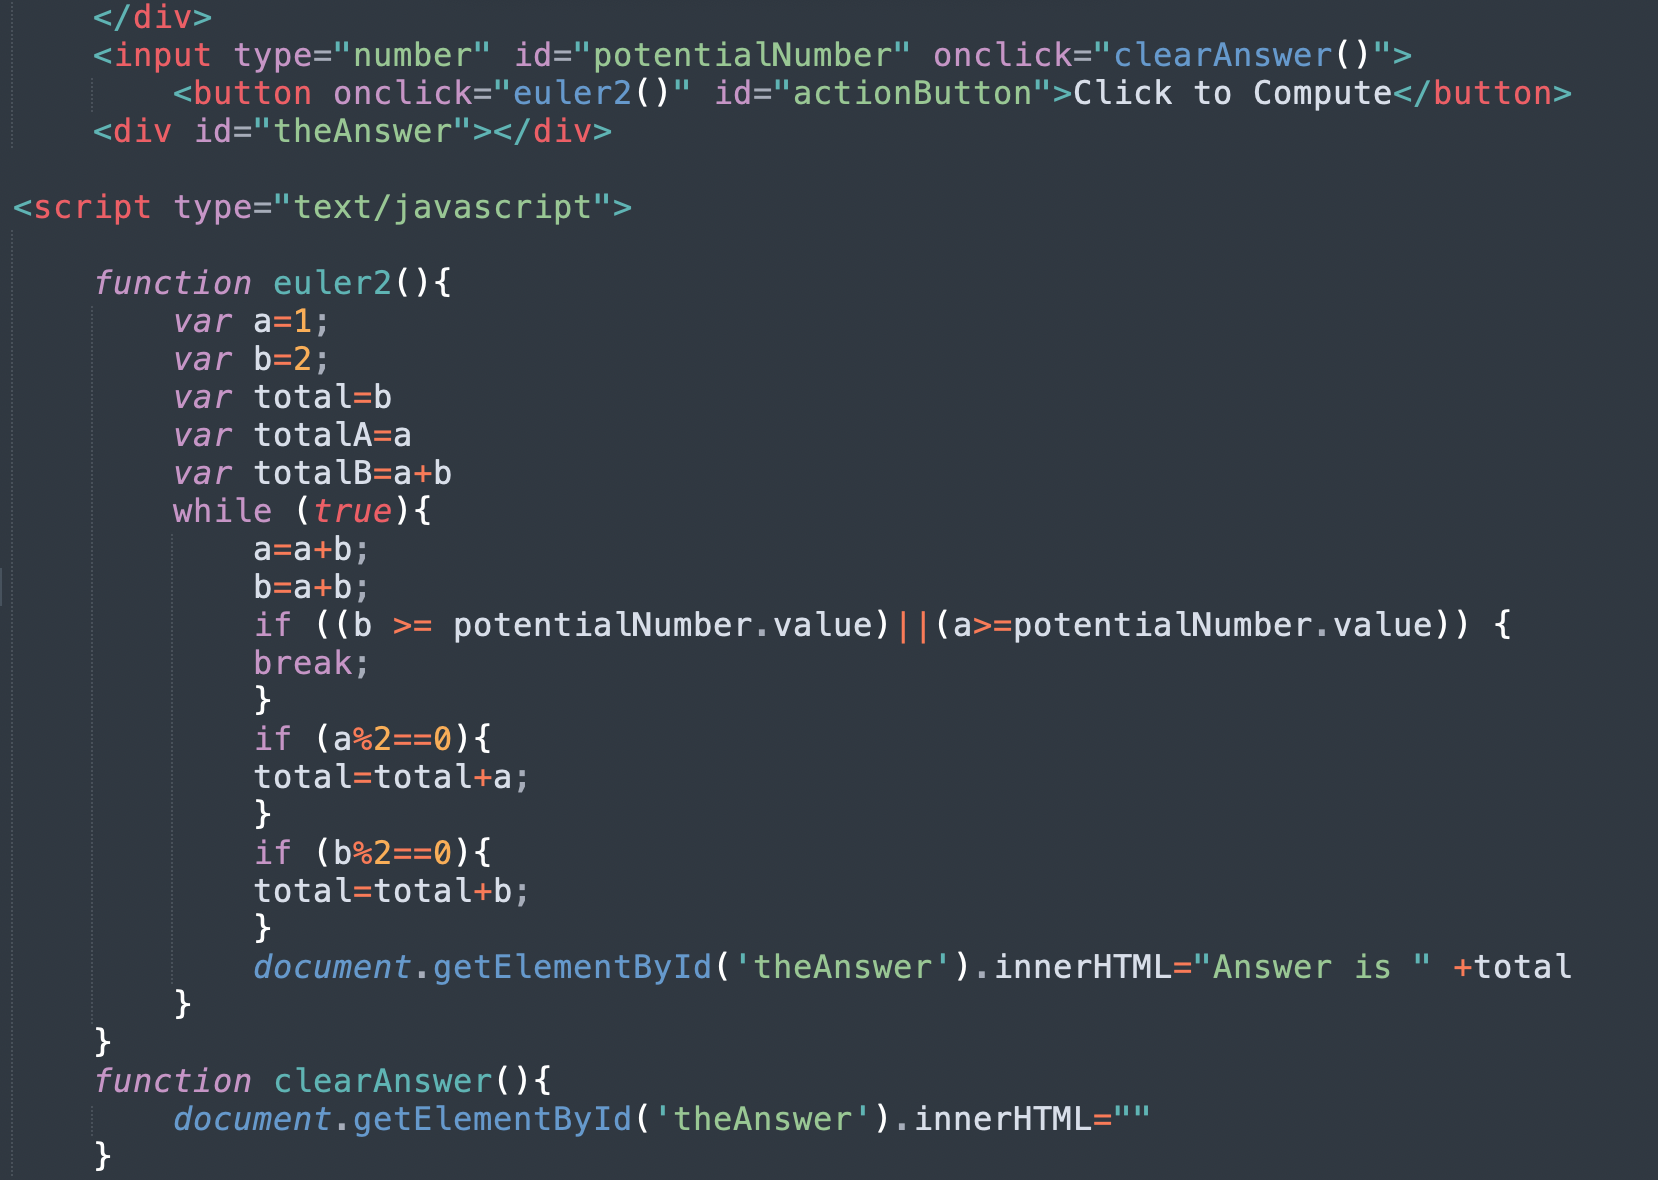 </div>
<input type="number" id="potentialNumber" onclick="clearAnswer()">
<button onclick="euler2()" id="actionButton">Click to Compute</button>
<div id="theAnswer"></div>
<script type="text/javascript">
function euler2(){
var a=1;
var b=2;
var total=b
var totalA=a
var totalB=a+b
while (true){
a=a+b;
b=a+b;
if ((b >= potentialNumber.value)||(a>=potentialNumber.value)) {
break;
}
if (a%2==0){
total=total+a;
}
if (b%2==0){
total=total+b;
}
document.getElementById('theAnswer').innerHTML="Answer is " +total
}
}
function clearAnswer(){
document.getElementById('theAnswer').innerHTML=""
}